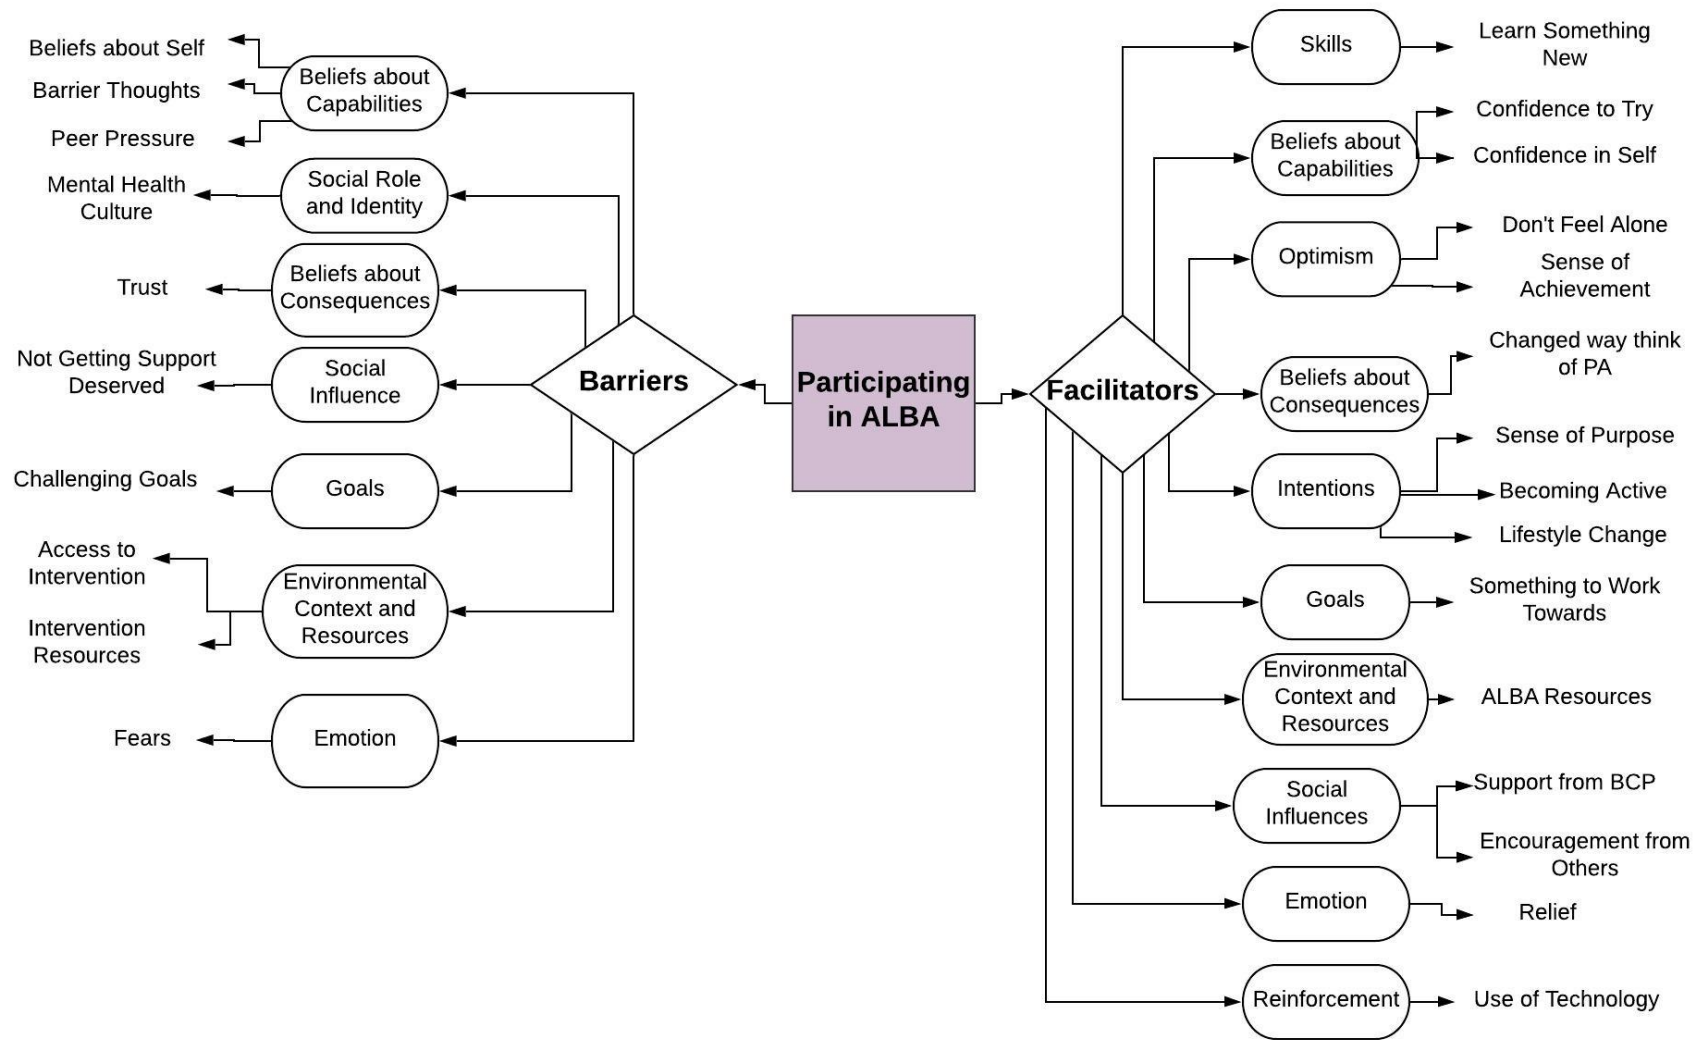 Beliefs about Self
Barrier Thoughts
Peer Pressure
Beliefs about
Capabilities
Mental Health
Culture
Social Role
and Identity
Trust
Beliefs about
Consequences
Not Getting Support
Deserved
Social
Influence
Challenging Goals
Goals
Access to
Intervention
Intervention
Resources
Environmental
Context and
Resources
Fears
Emotion
Barriers
Participating
in ALBA
Facilitators
Skills
Learn Something
New
Beliefs about
Capabilities
Confidence to Try
Confidence in Self
Optimism
Don't Feel Alone
Sense of
Achievement
Beliefs about
Consequences
Changed way think
of PA
Intentions
Sense of Purpose
Becoming Active
Lifestyle Change
Goals
Something to Work
Towards
Environmental
Context and
Resources
ALBA Resources
Social
Influences
Support from BCP
Encouragement from
Others
Emotion
Relief
Reinforcement
Use of Technology